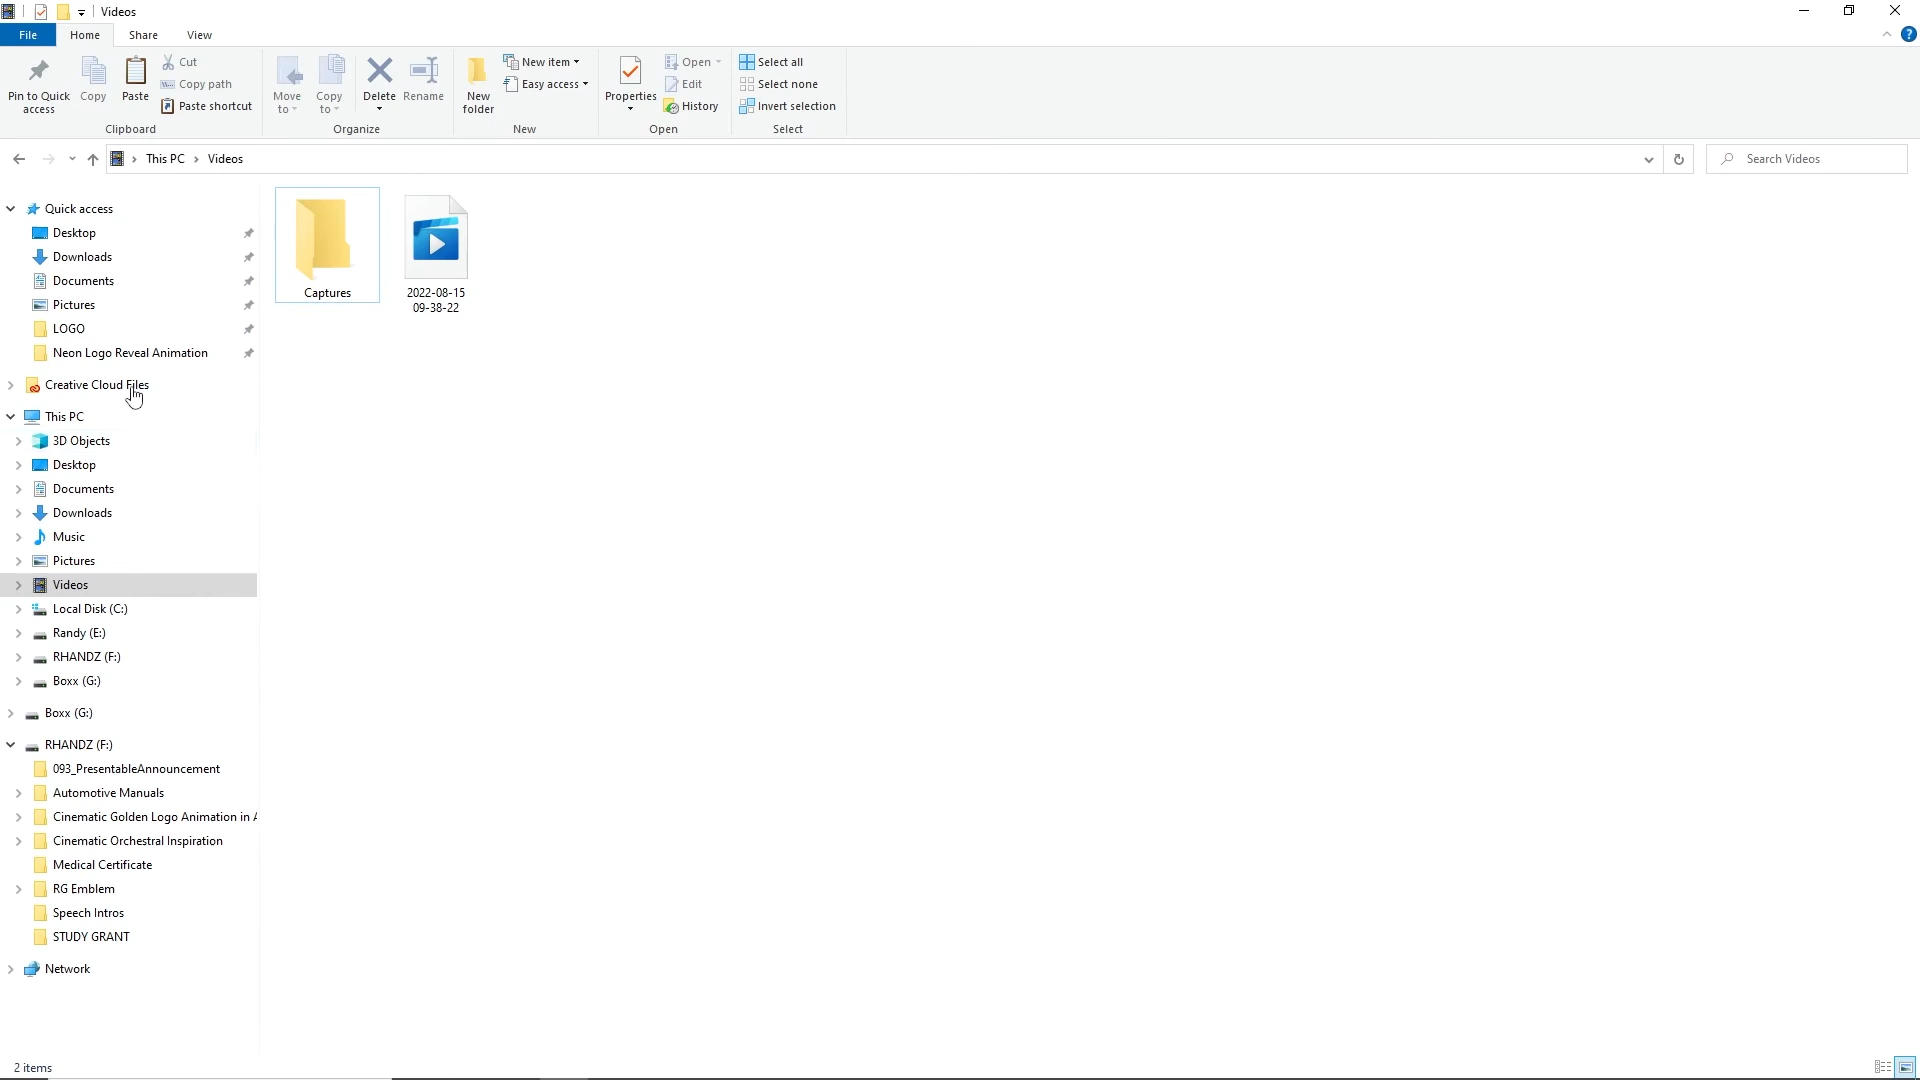 Videos
File Home Share View
Pin to Quick access
Copy
Paste
Cut
Copy path
Paste shortcut
Clipboard
Move to
Copy to
Delete
Rename
Organize
New folder
New item
Easy access
New
Properties
Open
Edit
History
Open
Select all
Select none
Invert selection
Select
This PC Videos
Search Videos
Quick access
Desktop
Downloads
Documents
Pictures
LOGO
Neon Logo Reveal Animation
Creative Cloud Files
This PC
3D Objects
Desktop
Documents
Downloads
Music
Pictures
Videos
Local Disk (C:)
Randy (E:)
RHANDZ (F:)
Boxx (G:)
Boxx (G:)
RHANDZ (F:)
093_PresentableAnnouncement
Automotive Manuals
Cinematic Golden Logo Animation in
Cinematic Orchestral Inspiration
Medical Certificate
RG Emblem
Speech Intros
STUDY GRANT
Network
Captures
2022-08-15
09-38-22
2 items